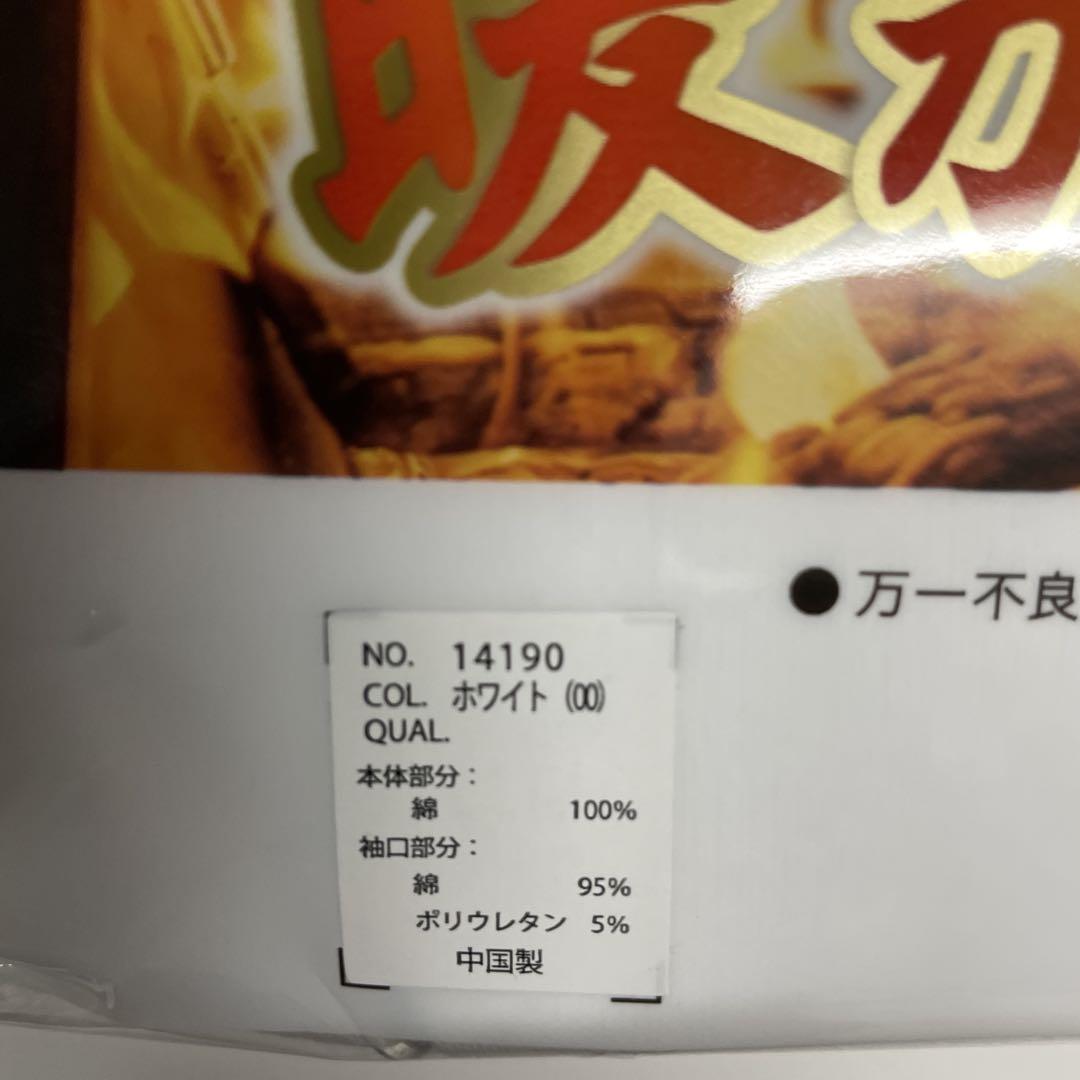 暖
●万一不良
NO. 14190
COL. ホワイト (00)
QUAL.
本体部分：
綿 100%
袖口部分：
綿 95%
ポリウレタン 5%
中国製